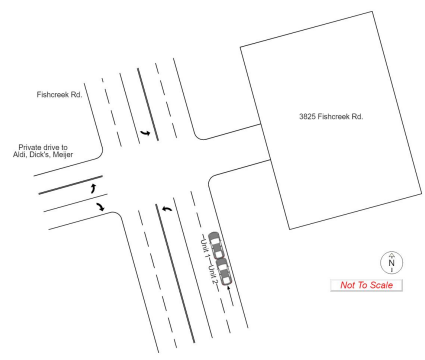 Fishcreek Rd.
3825 Fishcreek Rd.
Private drive to
Aldi, Dick's, Meijer
Unit 1
Unit 2
N
Not To Scale